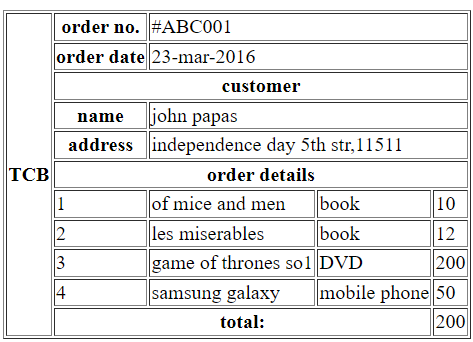 order no. #ABC001
order date 23-mar-2016
customer
name john papas
address independence day 5th str,11511
TCB
order details
1 of mice and men book 10
2 les miserables book 12
3 game of thrones so1 DVD 200
4 samsung galaxy mobile phone 50
total: 200